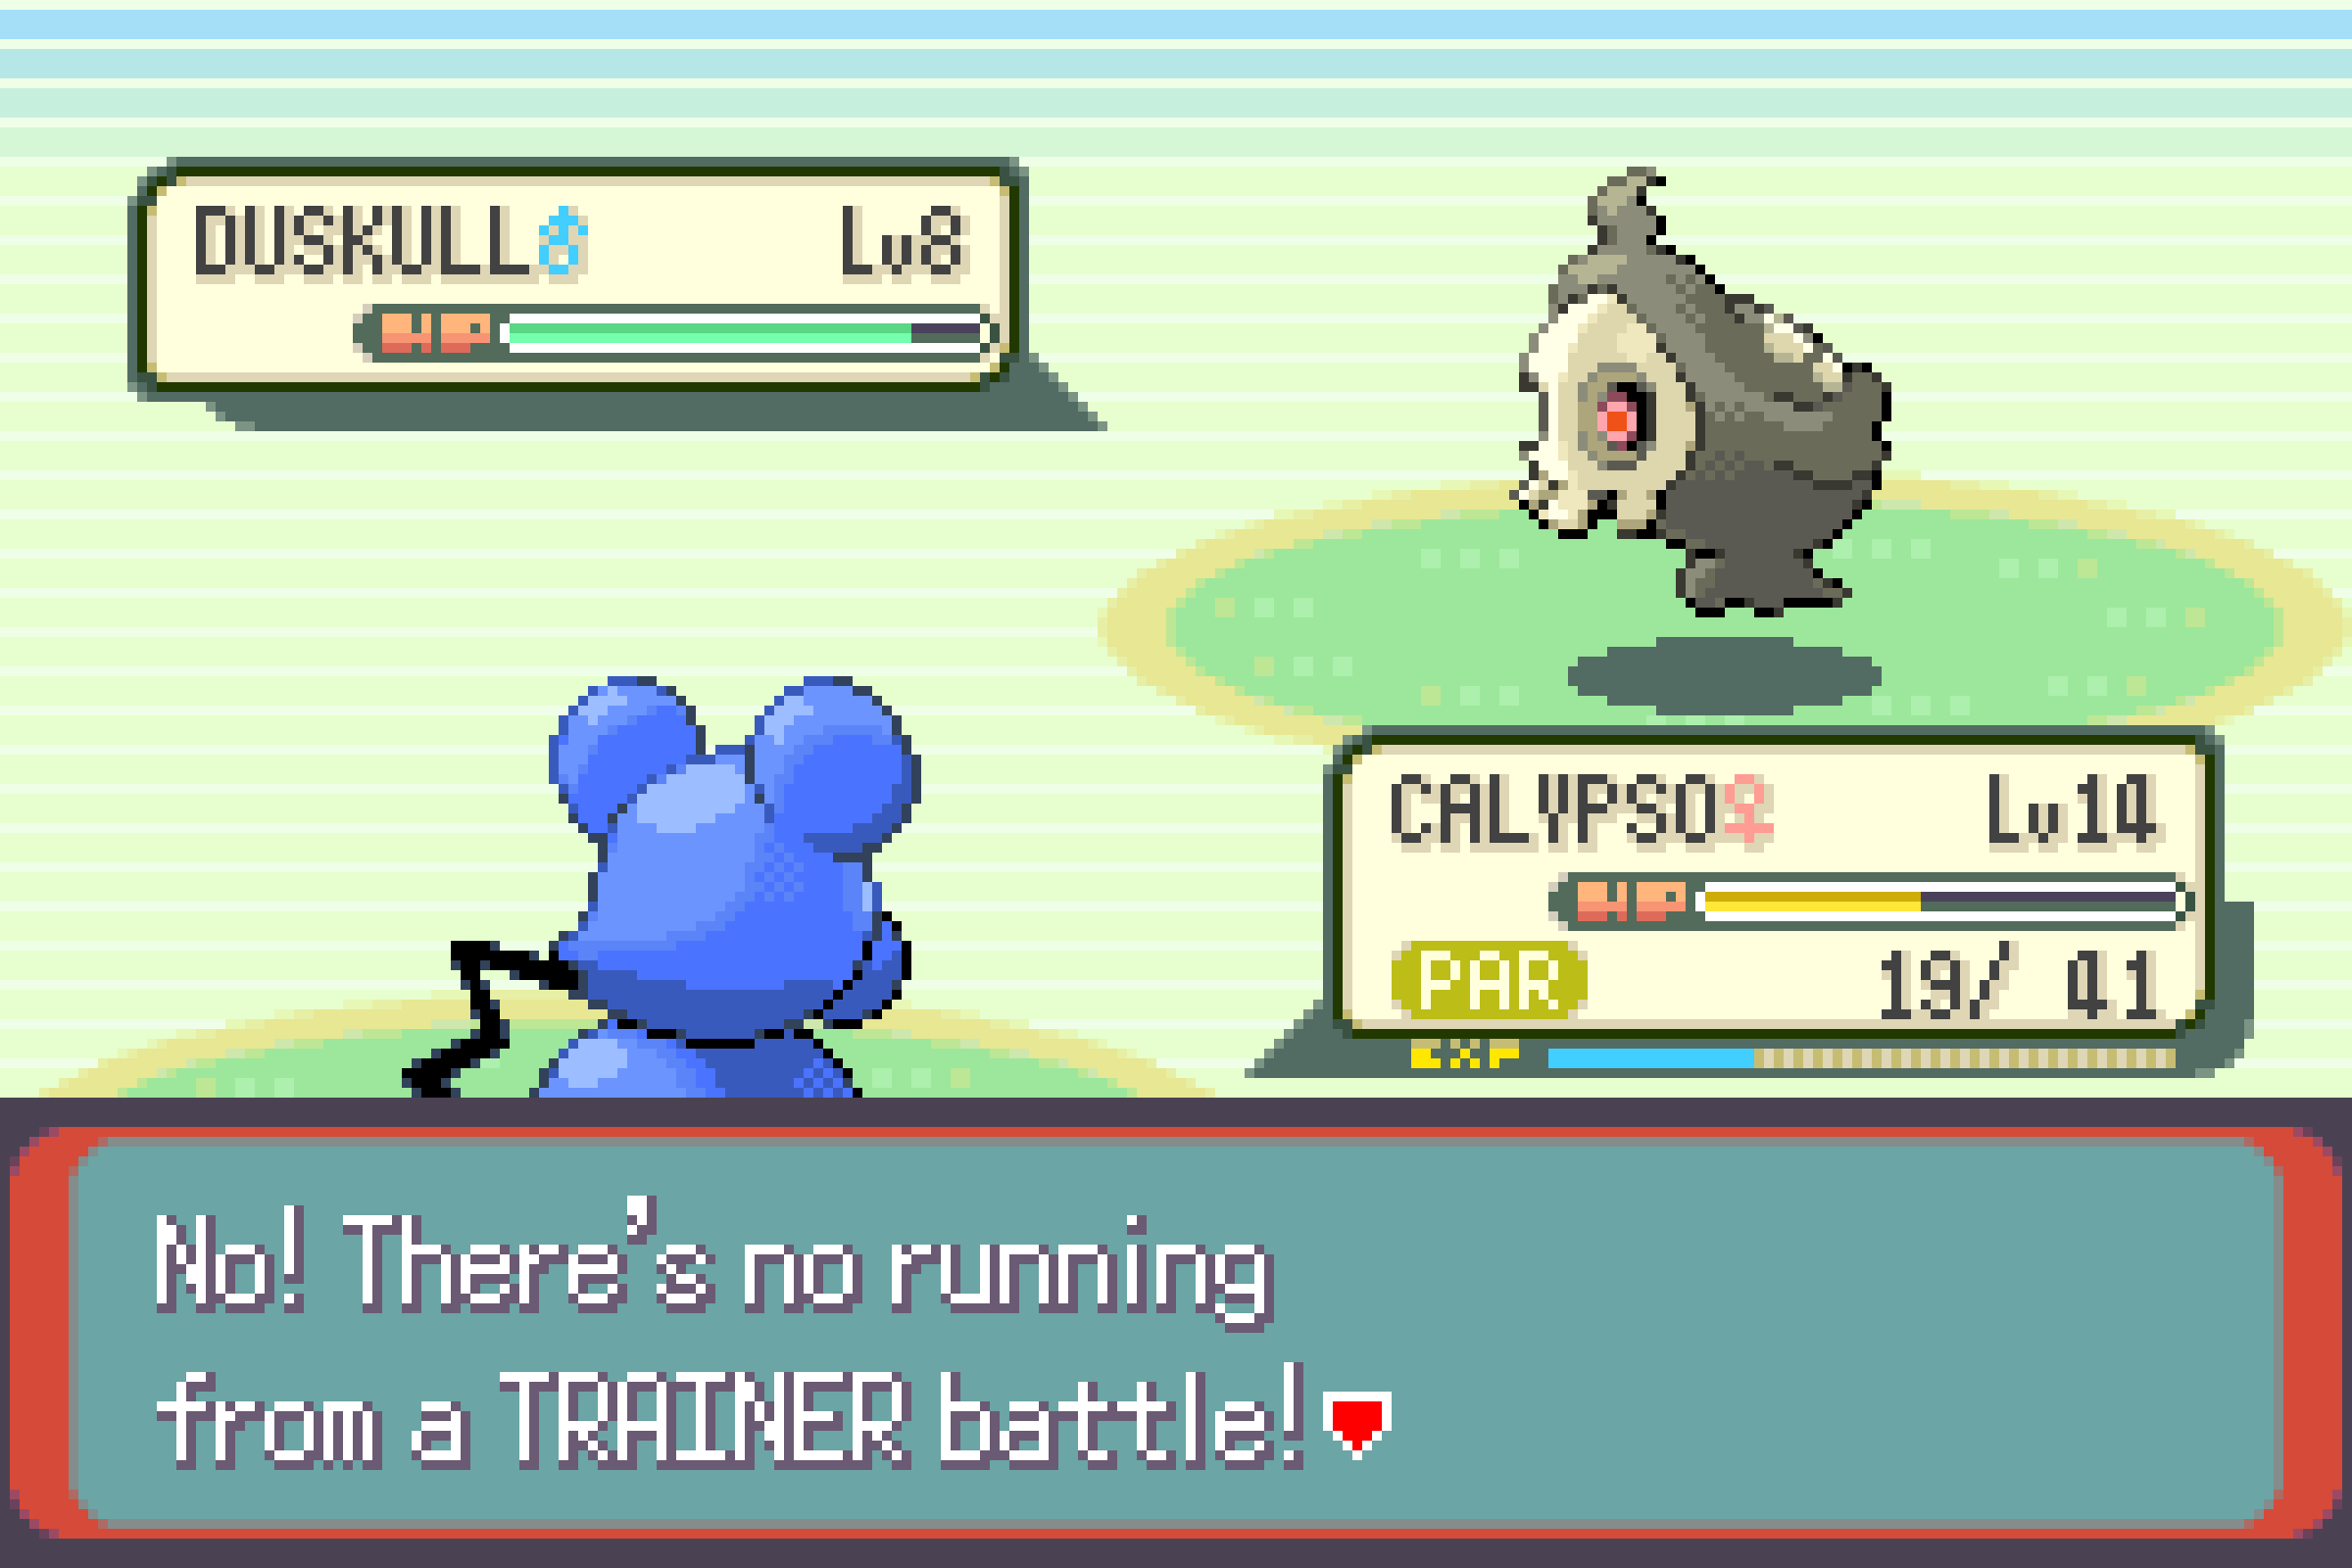 DUSKULL♂ Lv8
HP
CALYPSO♀ Lv14
HP
PAR 19/ 41
EXP
No! There's no running
from a TRAINER battle!